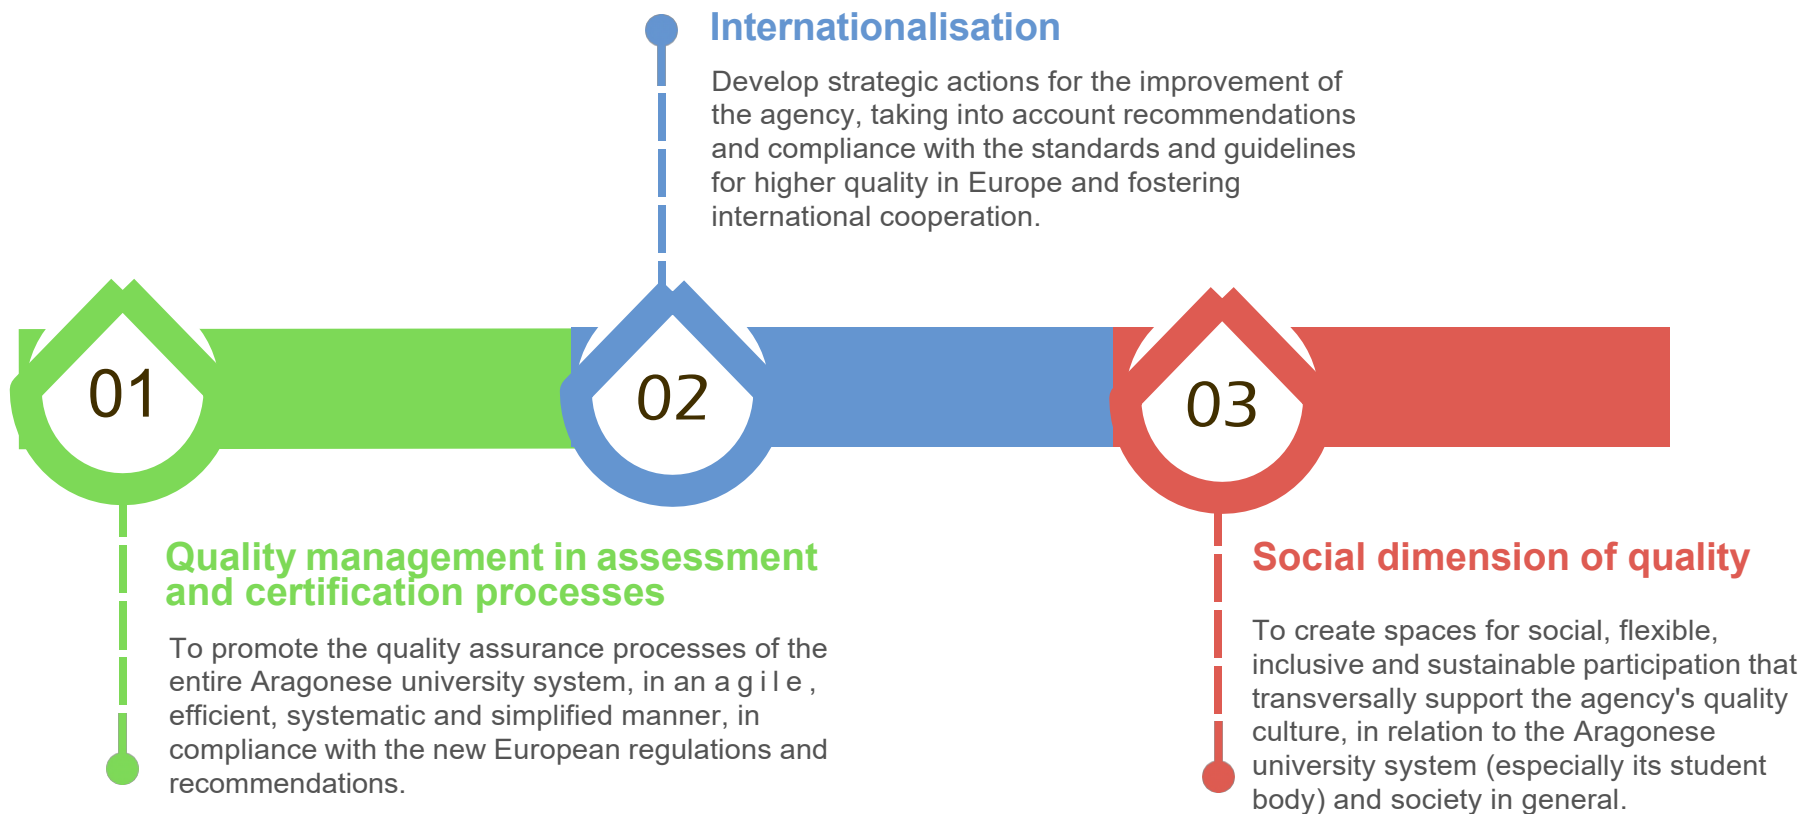 Internationalisation
Develop strategic actions for the improvement of
the agency, taking into account recommendations
and compliance with the standards and guidelines
for higher quality in Europe and fostering
international cooperation.
01
02
03
Quality management in assessment
and certification processes
To promote the quality assurance processes of the
entire Aragonese university system, in an a g i l e ,
efficient, systematic and simplified manner, in
compliance with the new European regulations and
recommendations.
Social dimension of quality
To create spaces for social, flexible,
inclusive and sustainable participation that
transversally support the agency's quality
culture, in relation to the Aragonese
university system (especially its student
body) and society in general.